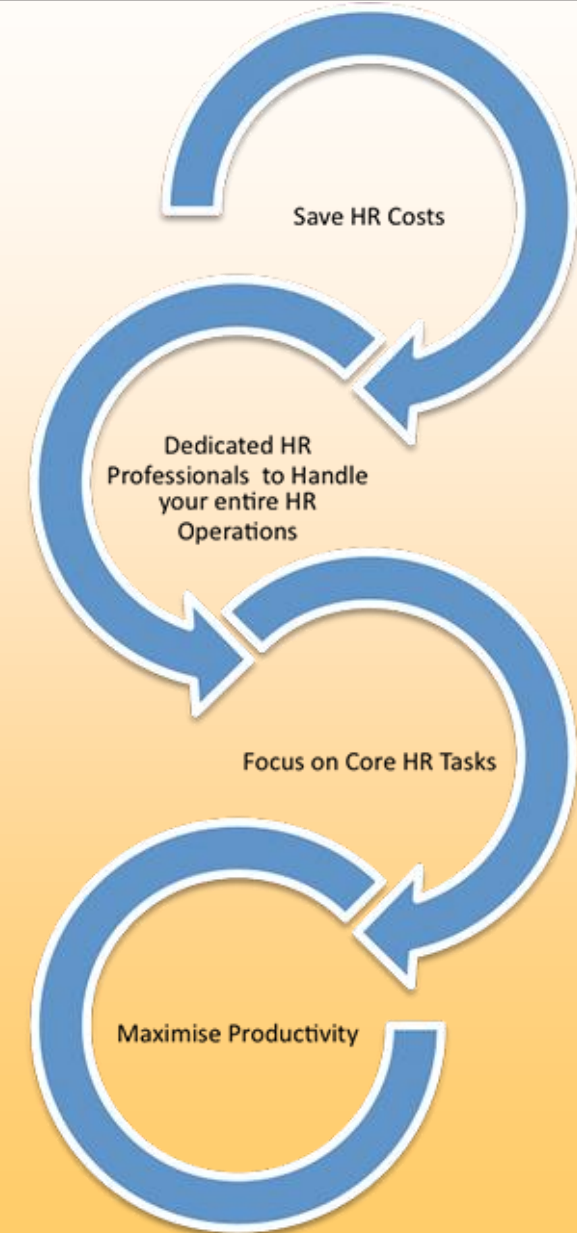 Save HR Costs
Dedicated HR
Professionals to Handle
your entire HR
Operations
Focus on Core HR Tasks
Maximise Productivity